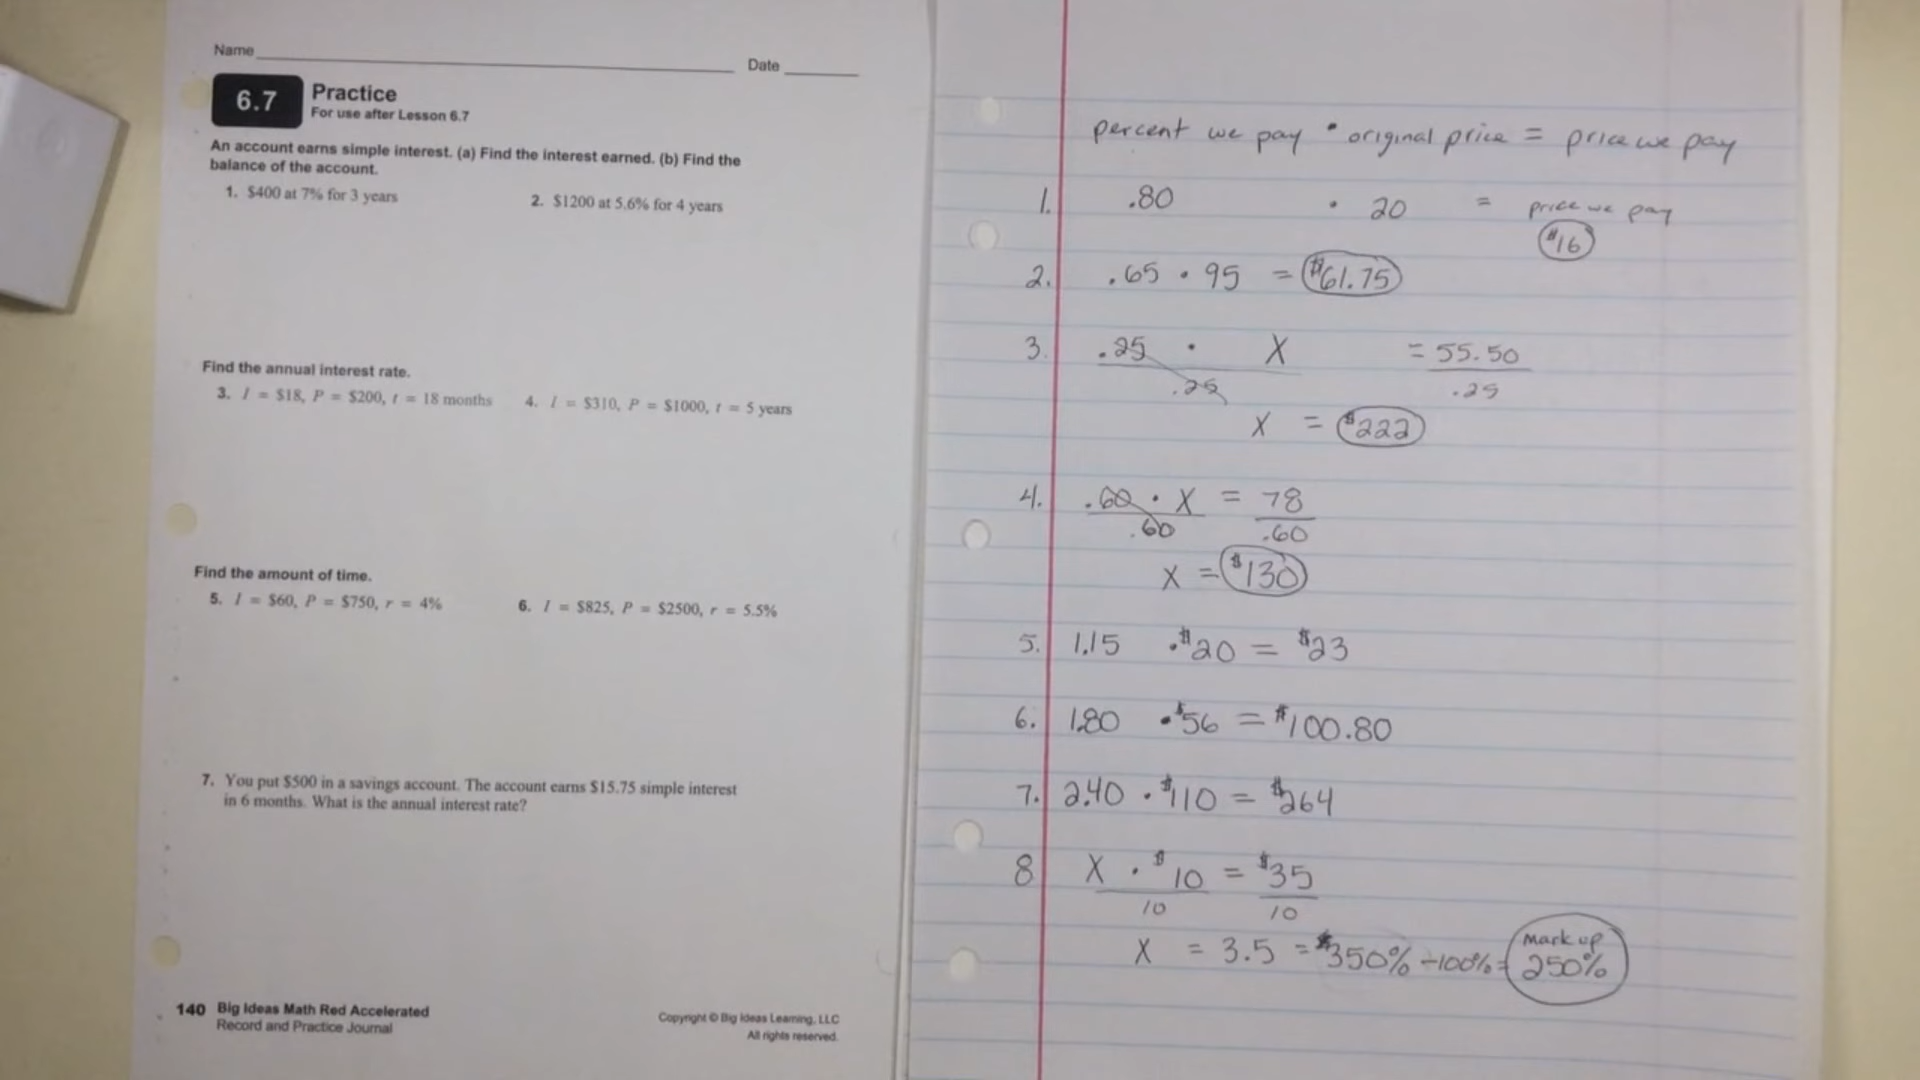 Name
Date
6.7
Practice
For use after Lesson 6.7
An account earns simple interest. (a) Find the interest earned. (b) Find the
balance of the account.
1. $400 at 7% for 3 years
2. $1200 at 5.6% for 4 years
Find the annual interest rate.
3. I = $18, P = $200, t = 18 months
4. I = $310, P = $1000, t = 5 years
Find the amount of time.
5. I = $60, P = $750, r = 4%
6. I = $825, P = $2500, r = 5.5%
7. You put $500 in a savings account. The account earns $15.75 simple interest
in 6 months. What is the annual interest rate?
140 Big Ideas Math Red Accelerated
Record and Practice Journal
Copyright © Big Ideas Learning, LLC
All rights reserved.
percent we pay • original price = price we pay
1. .80 • 20 = price we pay
$16
2. .65 • 95 = $61.75
3. .25 • X = 55.50
.25 .25
X = $222
4. .60 • X = 78
.60 .60
X = $130
5. 1.15 • $20 = $23
6. 1.80 • $56 = $100.80
7. 2.40 • $110 = $264
8 X • $10 = $35
10 10
X = 3.5 = 350% - 100% = mark up
250%